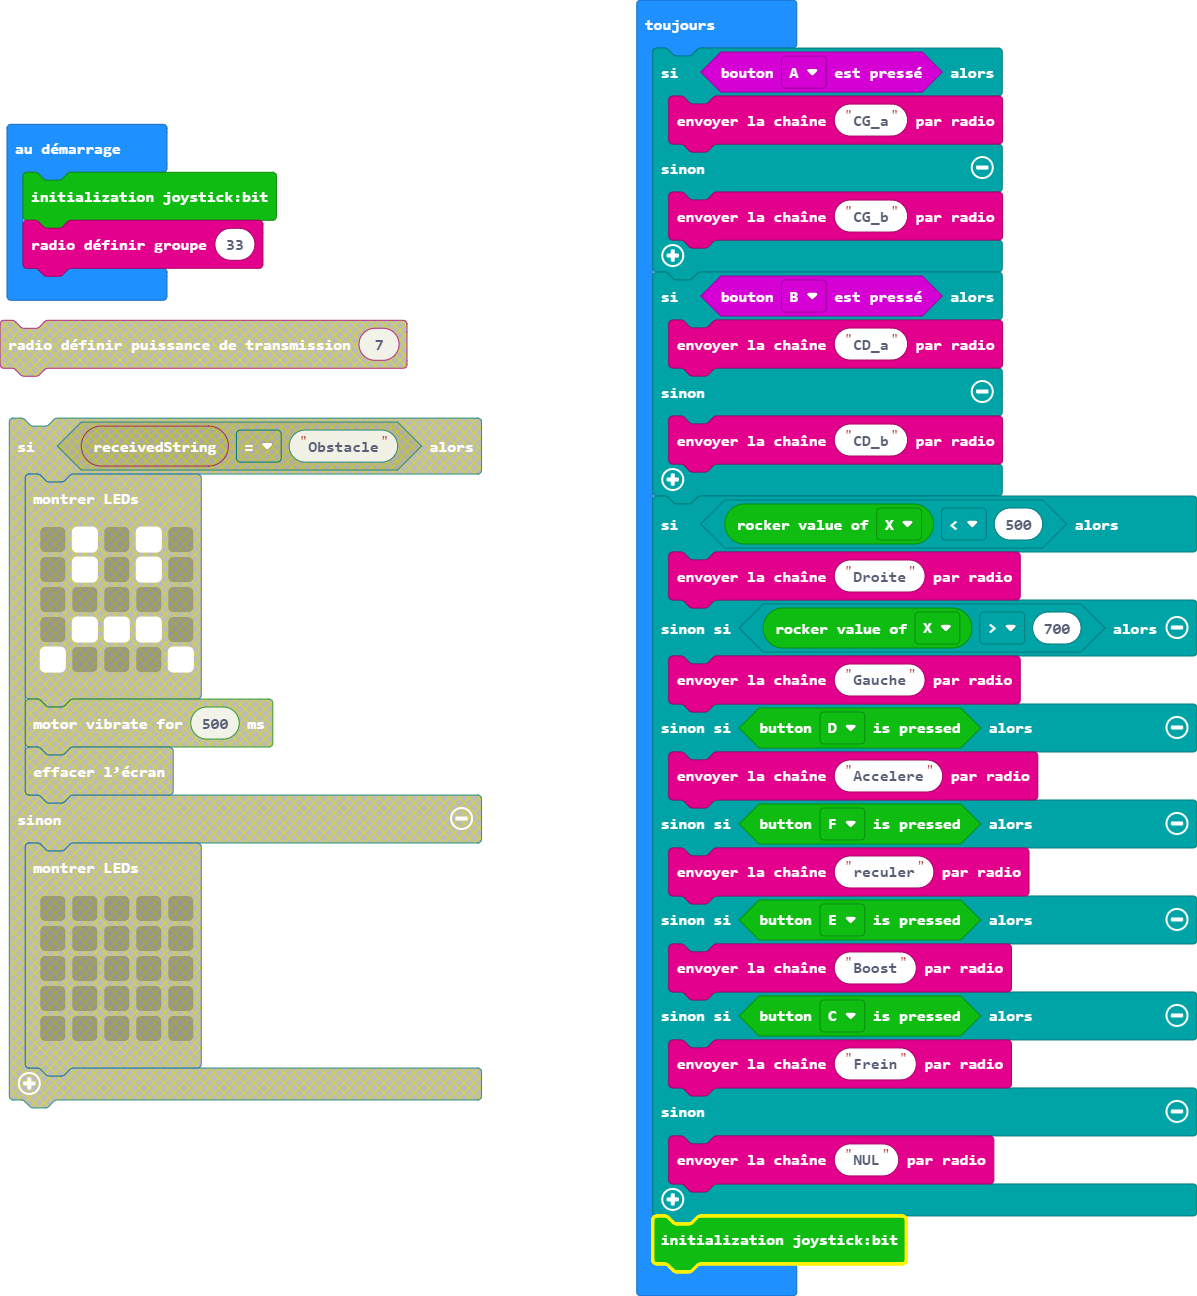 au démarrage
initialization joystick:bit
radio définir groupe 33
radio définir puissance de transmission 7
si receivedString = "Obstacle" alors
montrer LEDs
motor vibrate for 500 ms
effacer l'écran
sinon
montrer LEDs
toujours
si bouton A est pressé alors
envoyer la chaîne "CG_a" par radio
sinon
envoyer la chaîne "CG_b" par radio
si bouton B est pressé alors
envoyer la chaîne "CD_a" par radio
sinon
envoyer la chaîne "CD_b" par radio
si rocker value of X < 500 alors
envoyer la chaîne "Droite" par radio
sinon si rocker value of X > 700 alors
envoyer la chaîne "Gauche" par radio
sinon si button D is pressed alors
envoyer la chaîne "Accelere" par radio
sinon si button F is pressed alors
envoyer la chaîne "reculer" par radio
sinon si button E is pressed alors
envoyer la chaîne "Boost" par radio
sinon si button C is pressed alors
envoyer la chaîne "Frein" par radio
sinon
envoyer la chaîne "NUL" par radio
initialization joystick:bit